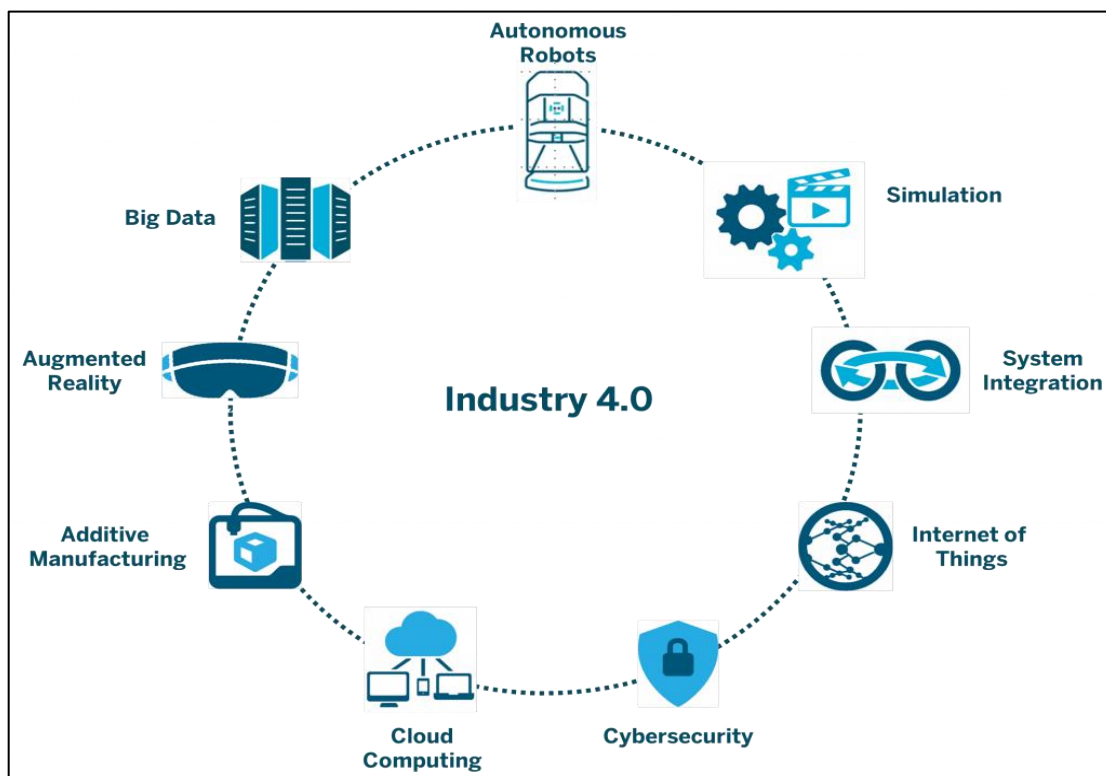 Autonomous
Robots
Simulation
Big Data
System
Integration
Augmented
Reality
Industry 4.0
Internet of
Things
Additive
Manufacturing
Cloud
Computing
Cybersecurity